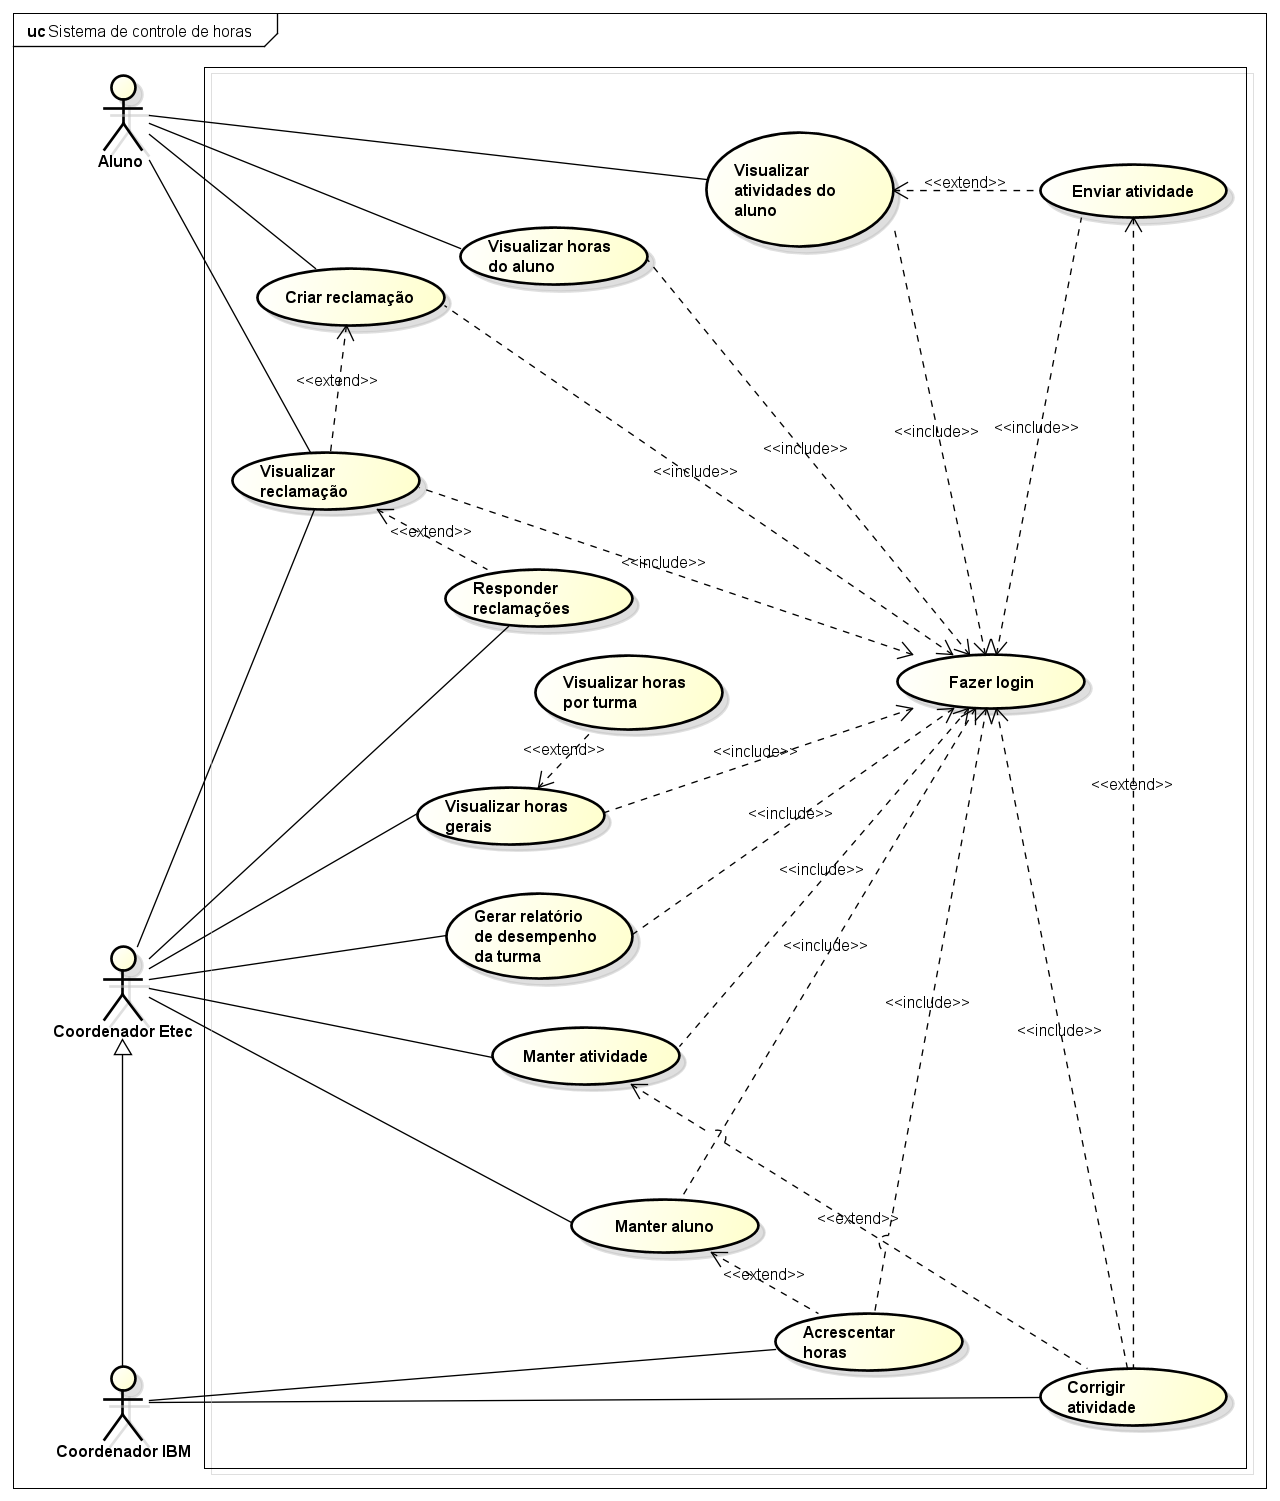 uc Sistema de controle de horas
Aluno
Visualizar
atividades do
aluno
<<extend>>
Enviar atividade
Visualizar horas
do aluno
Criar reclamação
<<extend>>
<<include>>
<<include>>
<<include>>
<<include>>
Visualizar
reclamação
<<extend>>
<<include>>
Responder
reclamações
Visualizar horas
por turma
Fazer login
<<extend>>
<<include>>
<<extend>>
Visualizar horas
gerais
<<include>>
<<include>>
Gerar relatório
de desempenho
da turma
<<include>>
Coordenador Etec
<<include>>
<<include>>
Manter atividade
<<extend>>
Manter aluno
<<extend>>
Acrescentar
horas
Corrigir
atividade
Coordenador IBM